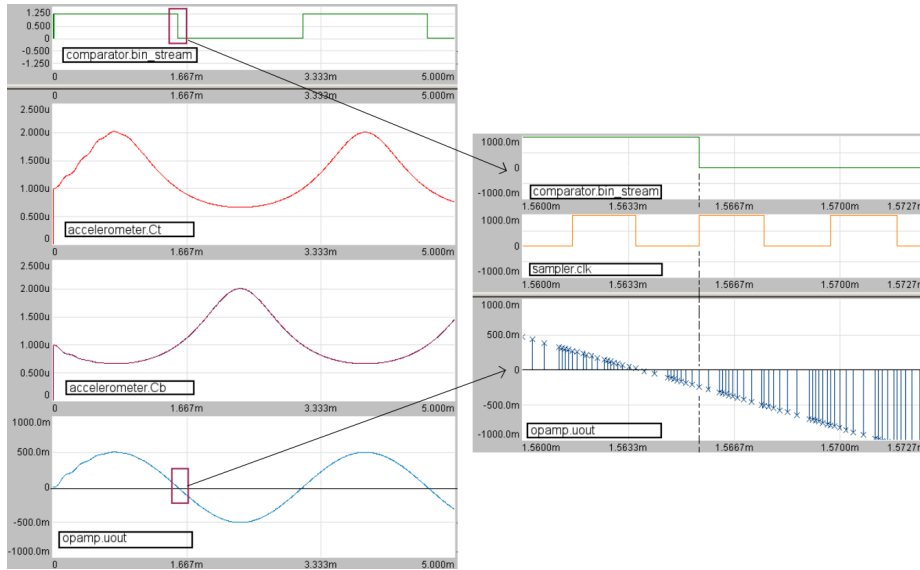 1.250
0.500
0
-0.500
-1.250
comparator.bin_stream
0 1.667m 3.333m 5.000m
0 1.667m 3.333m 5.000m
2.500u
2.000u
1.500u
1.000u
0.500u
0
accelerometer.Ct
2.500u
2.000u
1.500u
1.000u
0.500u
0
accelerometer.Cb
0 1.667m 3.333m 5.000m
1000.0m
500.0m
0
-500.0m
-1000.0m
opamp.uout
1000.0m
0
-1000.0m
comparator.bin_stream
1.5600m 1.5633m 1.5667m 1.5700m 1.5727m
1000.0m
0
-1000.0m
sampler.clk
1.5600m 1.5633m 1.5667m 1.5700m 1.5727m
1000.0m
500.0m
0
-500.0m
-1000.0m
opamp.uout
1.5600m 1.5633m 1.5667m 1.5700m 1.5727m